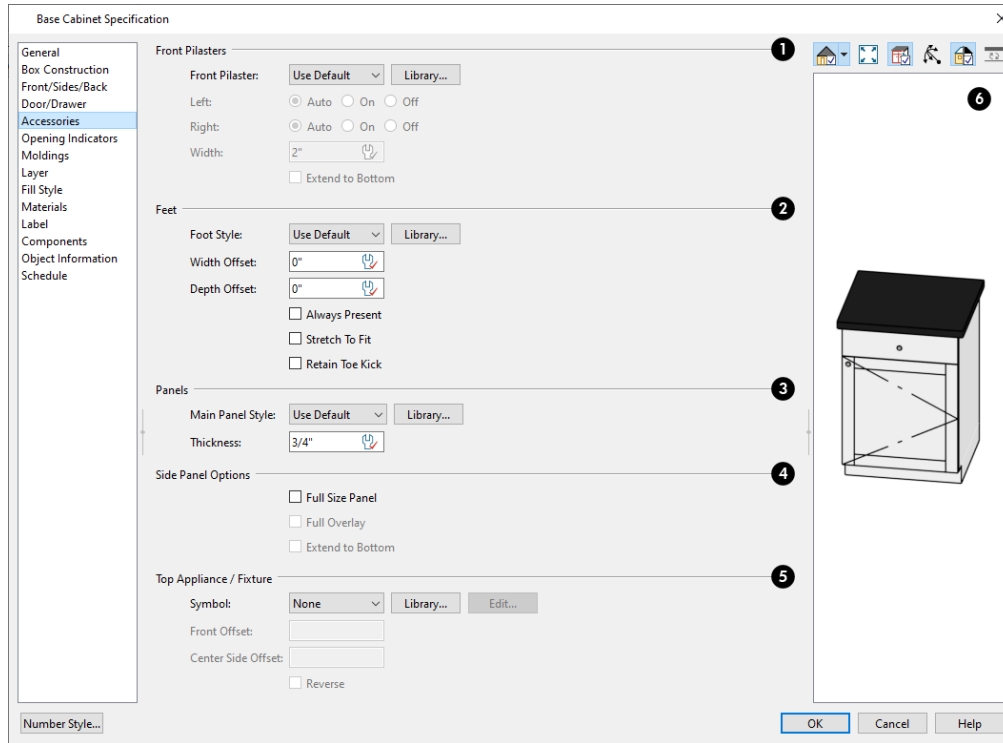 Base Cabinet Specification
General
Box Construction
Front/Sides/Back
Door/Drawer
Accessories
Opening Indicators
Moldings
Layer
Fill Style
Materials
Label
Components
Object Information
Schedule
Number Style...
Front Pilasters 1
Front Pilaster: Use Default Library...
Left: Auto On Off
Right: Auto On Off
Width: 2"
Extend to Bottom
Feet 2
Foot Style: Use Default Library...
Width Offset: 0"
Depth Offset: 0"
Always Present
Stretch To Fit
Retain Toe Kick
Panels 3
Main Panel Style: Use Default Library...
Thickness: 3/4"
Side Panel Options 4
Full Size Panel
Full Overlay
Extend to Bottom
Top Appliance / Fixture 5
Symbol: None Library... Edit...
Front Offset:
Center Side Offset:
Reverse
6
OK Cancel Help